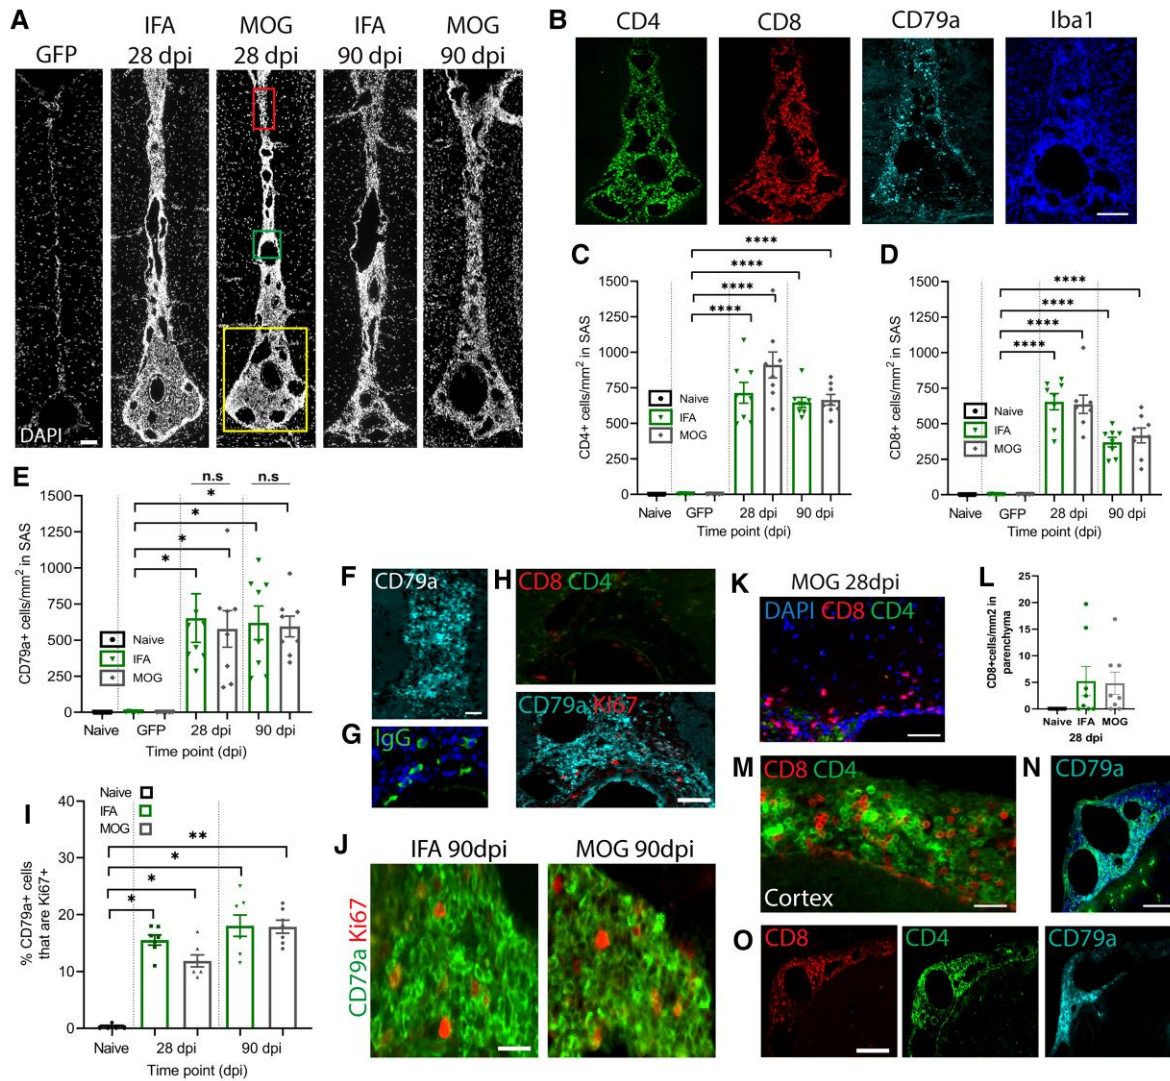 A
GFP
IFA
28 dpi
MOG
28 dpi
IFA
90 dpi
MOG
90 dpi
DAPI
B
CD4
CD8
CD79a
Iba1
C
CD4+ cells/mm² in SAS
1500
1250
1000
750
500
250
0
****
****
****
****
Naive
IFA
MOG
Naive
GFP
28 dpi
90 dpi
Time point (dpi)
D
CD8+ cells/mm² in SAS
1500
1250
1000
750
500
250
0
****
****
****
****
Naive
IFA
MOG
Naive
GFP
28 dpi
90 dpi
Time point (dpi)
E
CD79a+ cells/mm² in SAS
1500
1250
1000
750
500
250
0
n.s
n.s
*
*
*
*
Naive
IFA
MOG
Naive
GFP
28 dpi
90 dpi
Time point (dpi)
F
CD79a
G
IgG
H
CD8 CD4
CD79a Ki67
I
% CD79a+ cells
that are Ki67+
40
30
20
10
0
Naive
IFA
MOG
**
*
*
*
Naive
28 dpi
90 dpi
Time point (dpi)
J
IFA 90dpi
MOG 90dpi
CD79a Ki67
K
MOG 28dpi
DAPI CD8 CD4
L
CD8+cells/mm2 in
parenchyma
25
20
15
10
5
0
Naive
IFA
MOG
28 dpi
M
CD8 CD4
Cortex
N
CD79a
O
CD8
CD4
CD79a